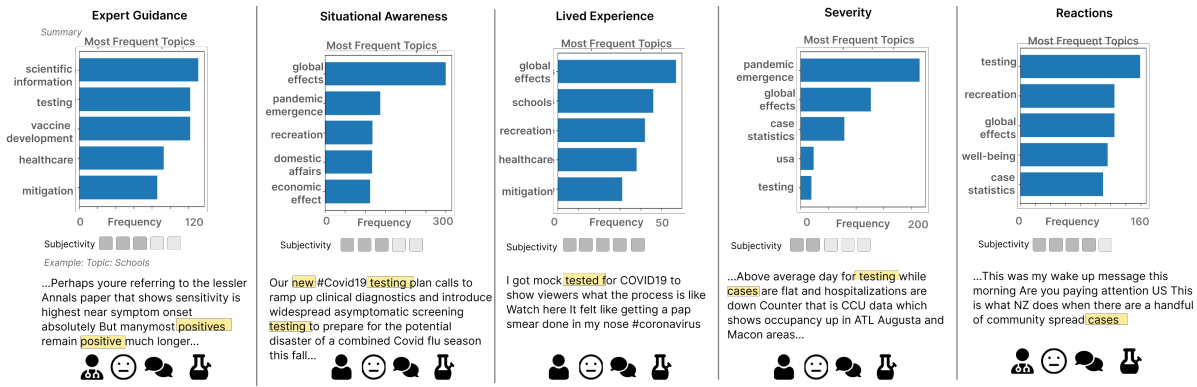 Expert Guidance
Summary
Most Frequent Topics
scientific
information
testing
vaccine
development
healthcare
mitigation
0 Frequency 120
Subjectivity
Example: Topic: Schools
...Perhaps youre referring to the lessler
Annals paper that shows sensitivity is
highest near symptom onset
absolutely But manymost positives
remain positive much longer...
Situational Awareness
Most Frequent Topics
global
effects
pandemic
emergence
recreation
domestic
affairs
economic
effect
0 Frequency 300
Subjectivity
Our new #Covid19 testing plan calls to
ramp up clinical diagnostics and introduce
widespread asymptomatic screening
testing to prepare for the potential
disaster of a combined Covid flu season
this fall...
Lived Experience
Most Frequent Topics
global
effects
schools
recreation
healthcare
mitigation
0 Frequency 50
Subjectivity
I got mock tested for COVID19 to
show viewers what the process is like
Watch here It felt like getting a pap
smear done in my nose #coronavirus
Severity
Most Frequent Topics
pandemic
emergence
global
effects
case
statistics
usa
testing
0 Frequency 200
Subjectivity
...Above average day for testing while
cases are flat and hospitalizations are
down Counter that is CCU data which
shows occupancy up in ATL Augusta and
Macon areas...
Reactions
Most Frequent Topics
testing
recreation
global
effects
well-being
case
statistics
0 Frequency 160
Subjectivity
...This was my wake up message this
morning Are you paying attention US This
is what NZ does when there are a handful
of community spread cases